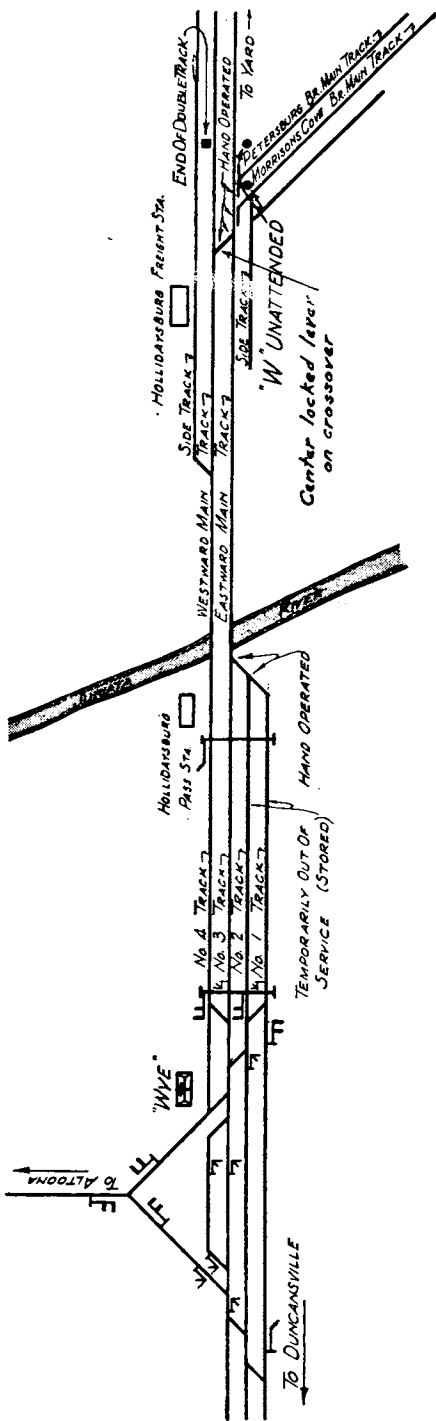 TO ALTOONA
"WYE"
TO DUNCANSVILLE
No. 4 TRACK
No. 3 TRACK
No. 2 TRACK
No. 1 TRACK
TEMPORARILY OUT OF
SERVICE (STORED)
HOLLIDAYSBURG
PASS STA.
HAND OPERATED
RIVER
WESTWARD MAIN TRACK
EASTWARD MAIN TRACK
SIDE TRACK
HOLLIDAYSBURG FREIGHT STA.
SIDE TRACK
"W" UNATTENDED
Center locked lever
on crossover
END OF DOUBLE TRACK
HAND OPERATED
TO YARD
PETERSBURG BR. MAIN TRACK
MORRISONS COVE BR. MAIN TRACK